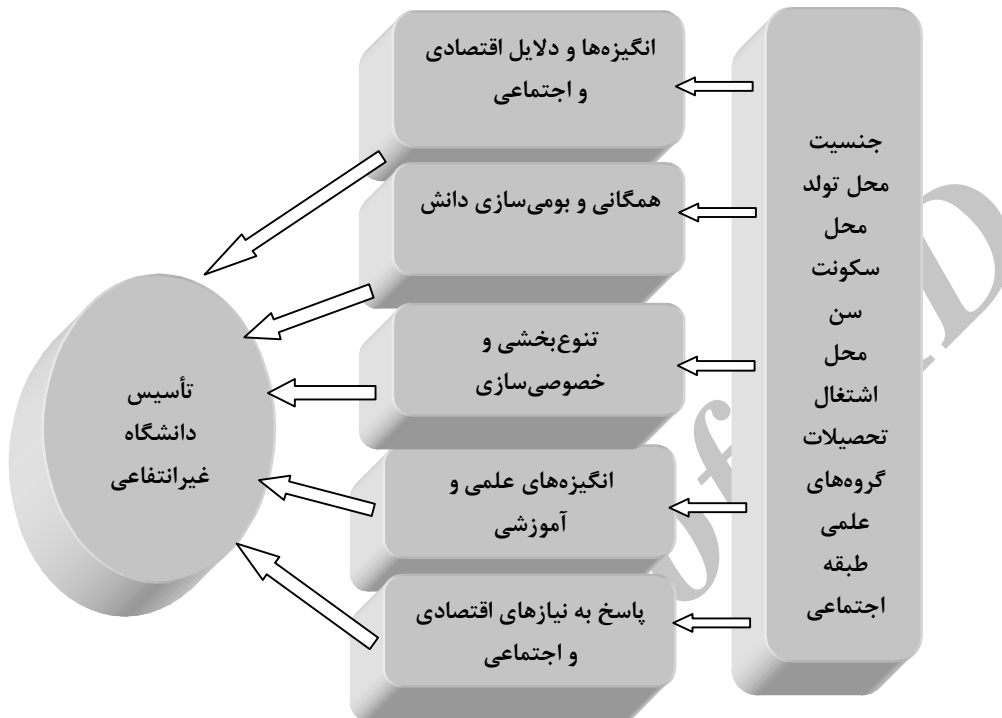 جنسیت
محل تولد
محل
سکونت
سن
محل
اشتغال
تحصیلات
گروه‌های
علمی
طبقه
اجتماعی
انگیزه‌ها و دلایل اقتصادی
و اجتماعی
همگانی و بومی‌سازی دانش
تنوع‌بخشی و
خصوصی‌سازی
انگیزه‌های علمی و
آموزشی
پاسخ به نیازهای اقتصادی
و اجتماعی
تأسیس
دانشگاه
غیرانتفاعی